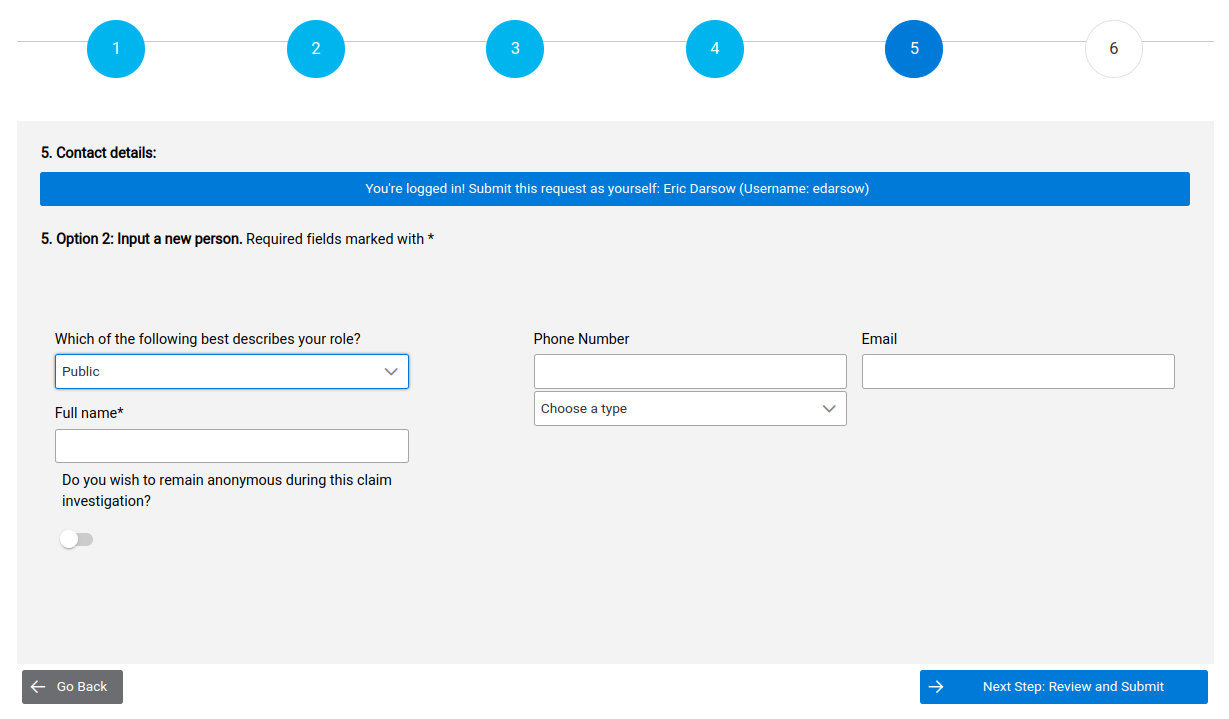 1
2
3
4
5
6
5. Contact details:
You're logged in! Submit this request as yourself: Eric Darsow (Username: edarsow)
5. Option 2: Input a new person. Required fields marked with *
Which of the following best describes your role?
Public
Full name*
Do you wish to remain anonymous during this claim
investigation?
Phone Number
Choose a type
Email
Go Back
Next Step: Review and Submit